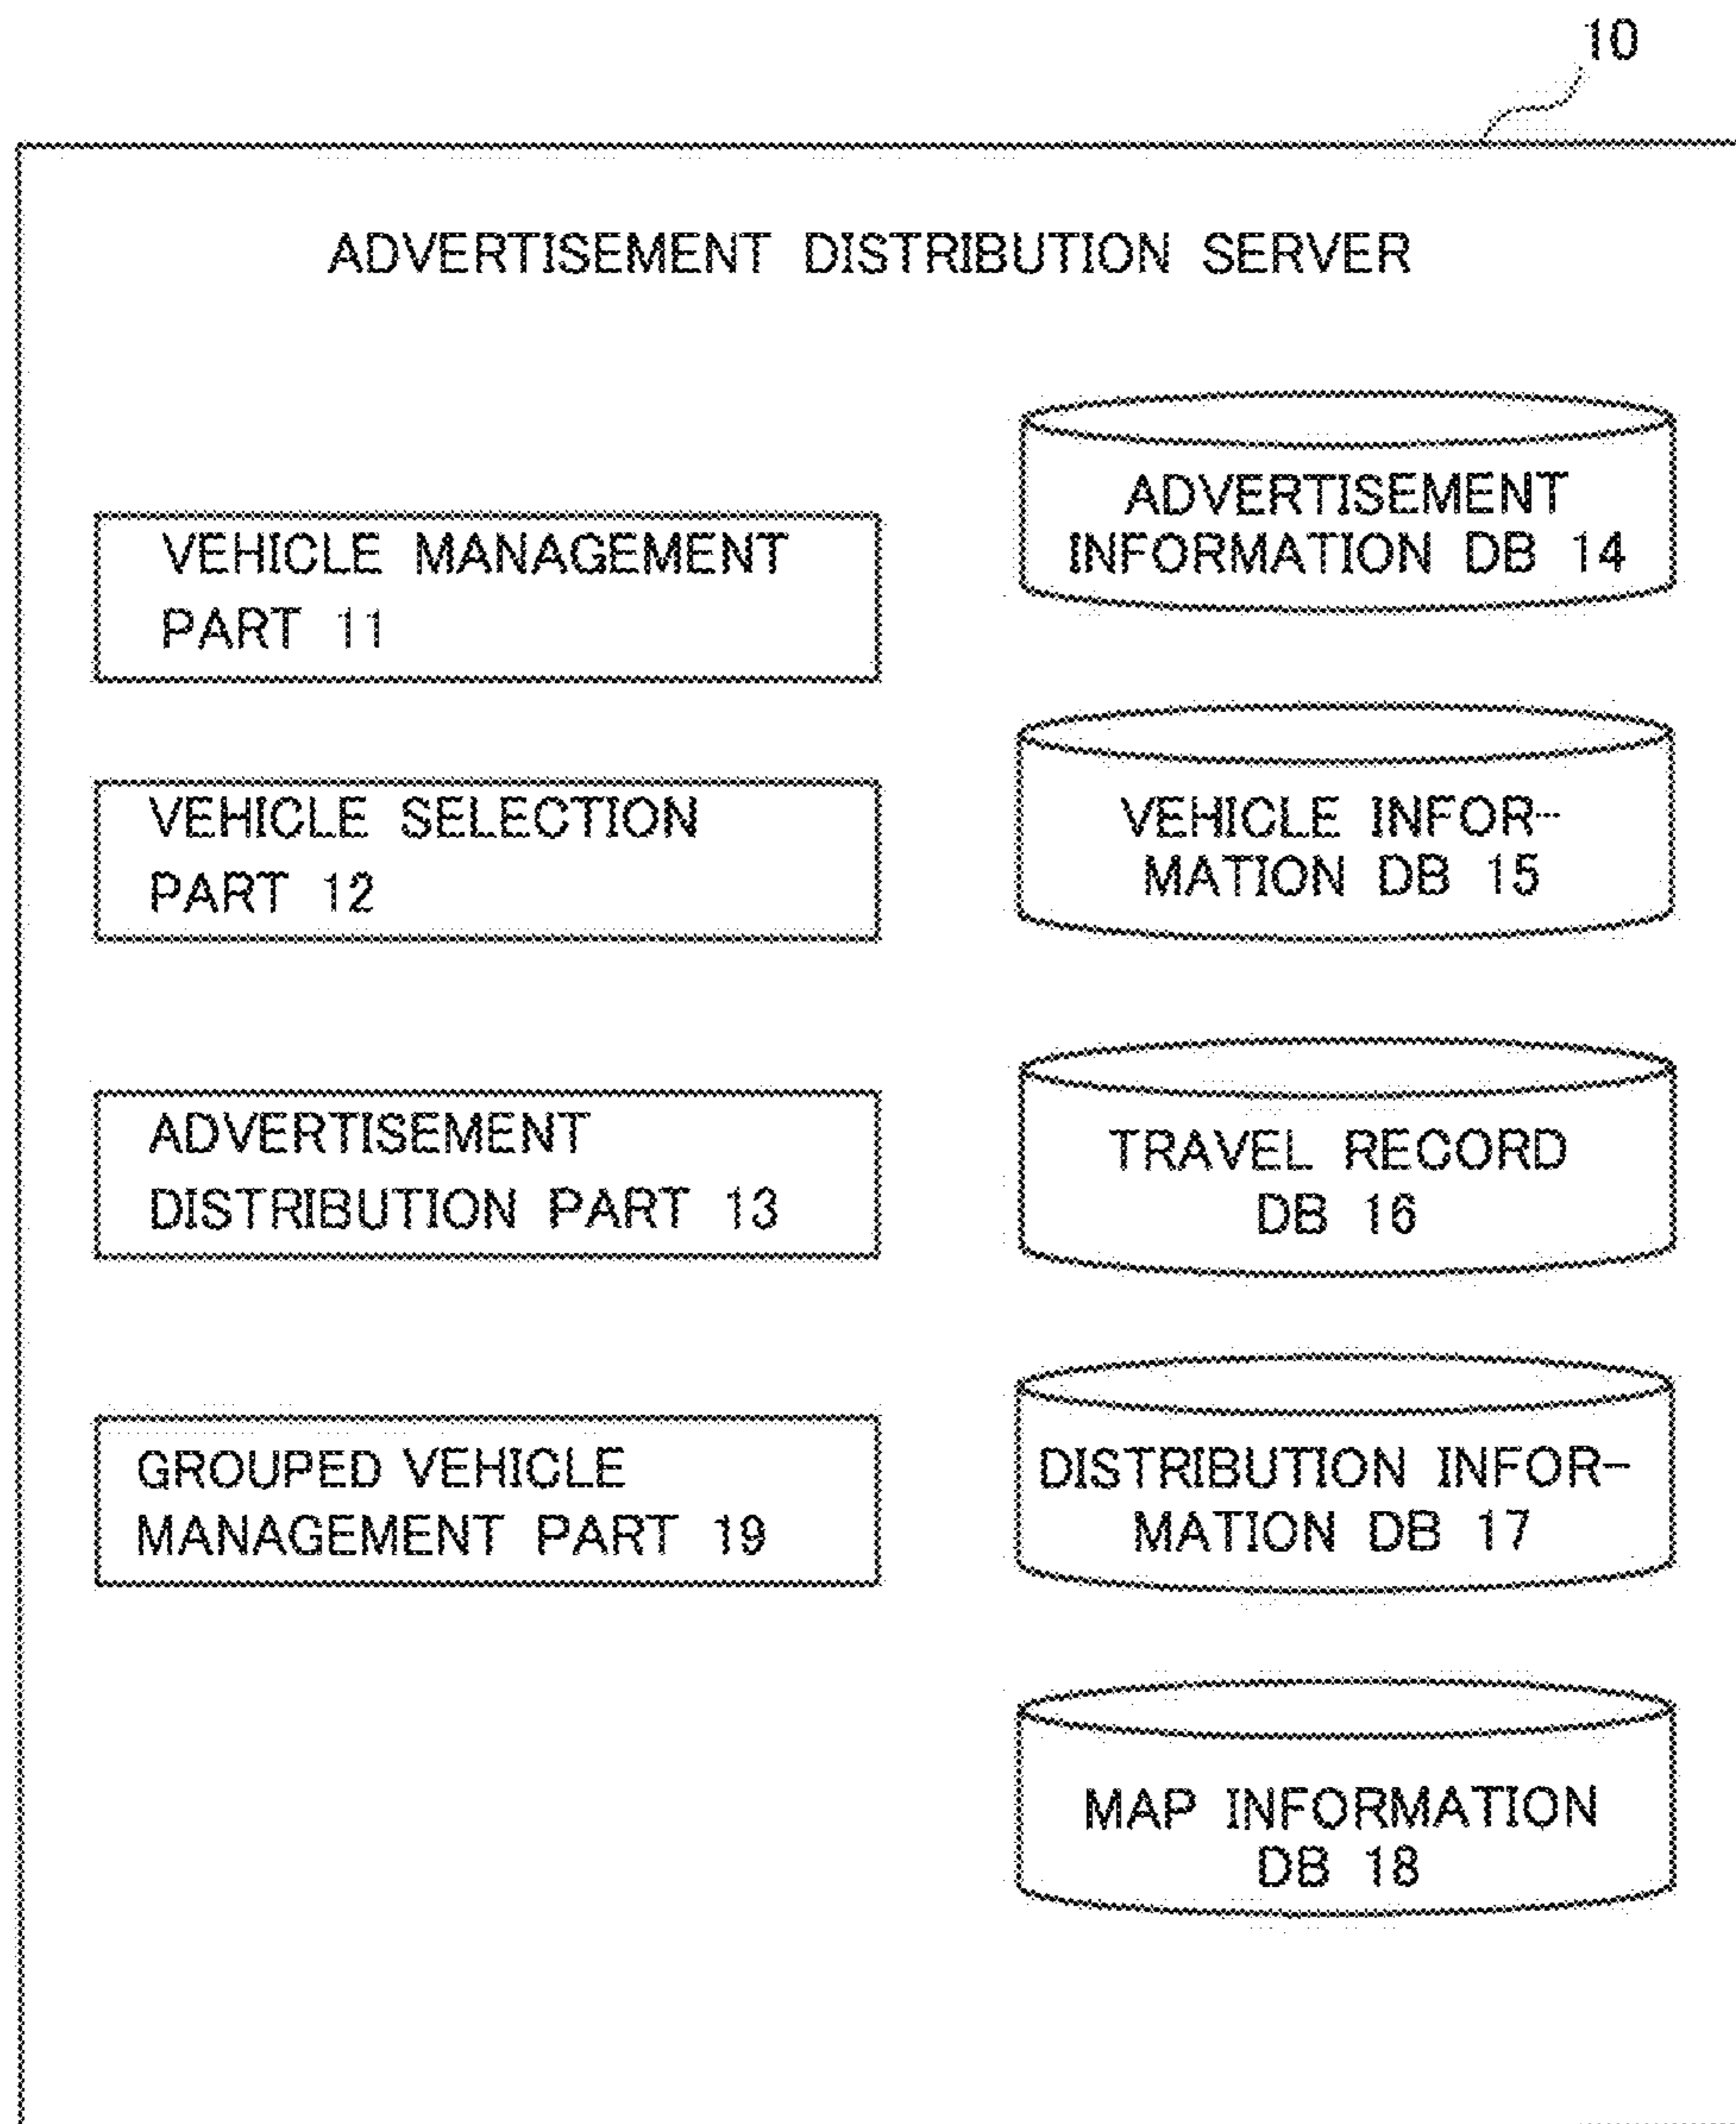 10
ADVERTISEMENT DISTRIBUTION SERVER
VEHICLE MANAGEMENT
PART 11
VEHICLE SELECTION
PART 12
ADVERTISEMENT
DISTRIBUTION PART 13
GROUPED VEHICLE
MANAGEMENT PART 19
ADVERTISEMENT
INFORMATION DB 14
VEHICLE INFOR-
MATION DB 15
TRAVEL RECORD
DB 16
DISTRIBUTION INFOR-
MATION DB 17
MAP INFORMATION
DB 18